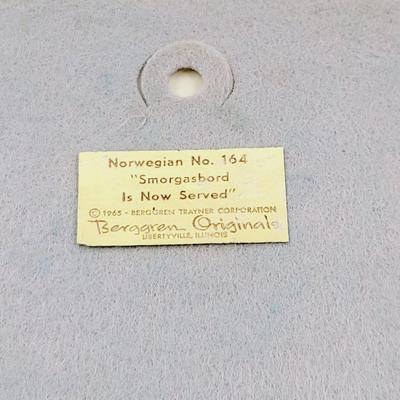 Norwegian No. 164
"Smorgasbord
Is Now Served"
© 1965 - BERGGREN TRAYNER CORPORATION
Berggren Originals
LIBERTYVILLE, ILLINOIS